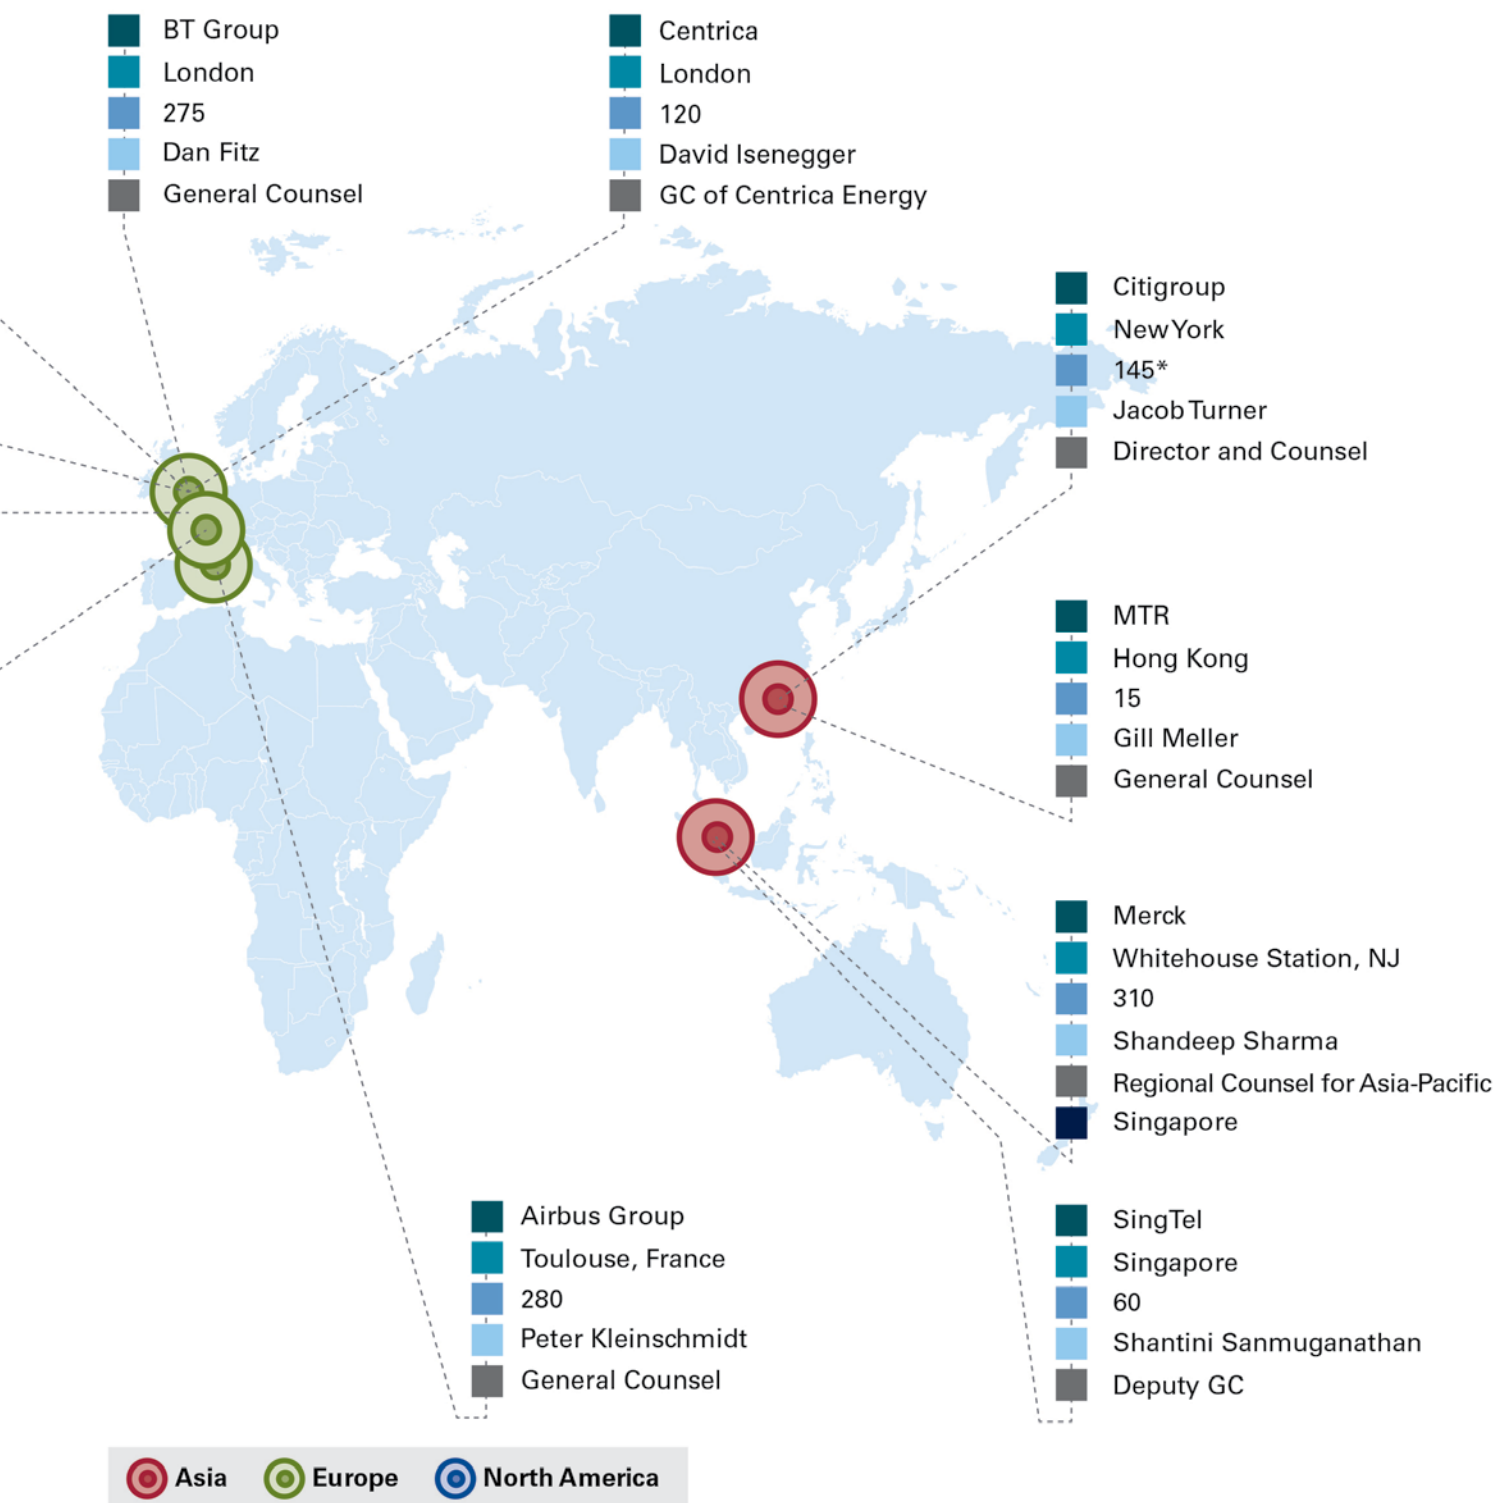 BT Group
London
275
Dan Fitz
General Counsel
Centrica
London
120
David Isenegger
GC of Centrica Energy
Citigroup
New York
145*
Jacob Turner
Director and Counsel
MTR
Hong Kong
15
Gill Meller
General Counsel
Merck
Whitehouse Station, NJ
310
Shandeep Sharma
Regional Counsel for Asia-Pacific
Singapore
Airbus Group
Toulouse, France
280
Peter Kleinschmidt
General Counsel
SingTel
Singapore
60
Shantini Sanmuganathan
Deputy GC
Asia Europe North America